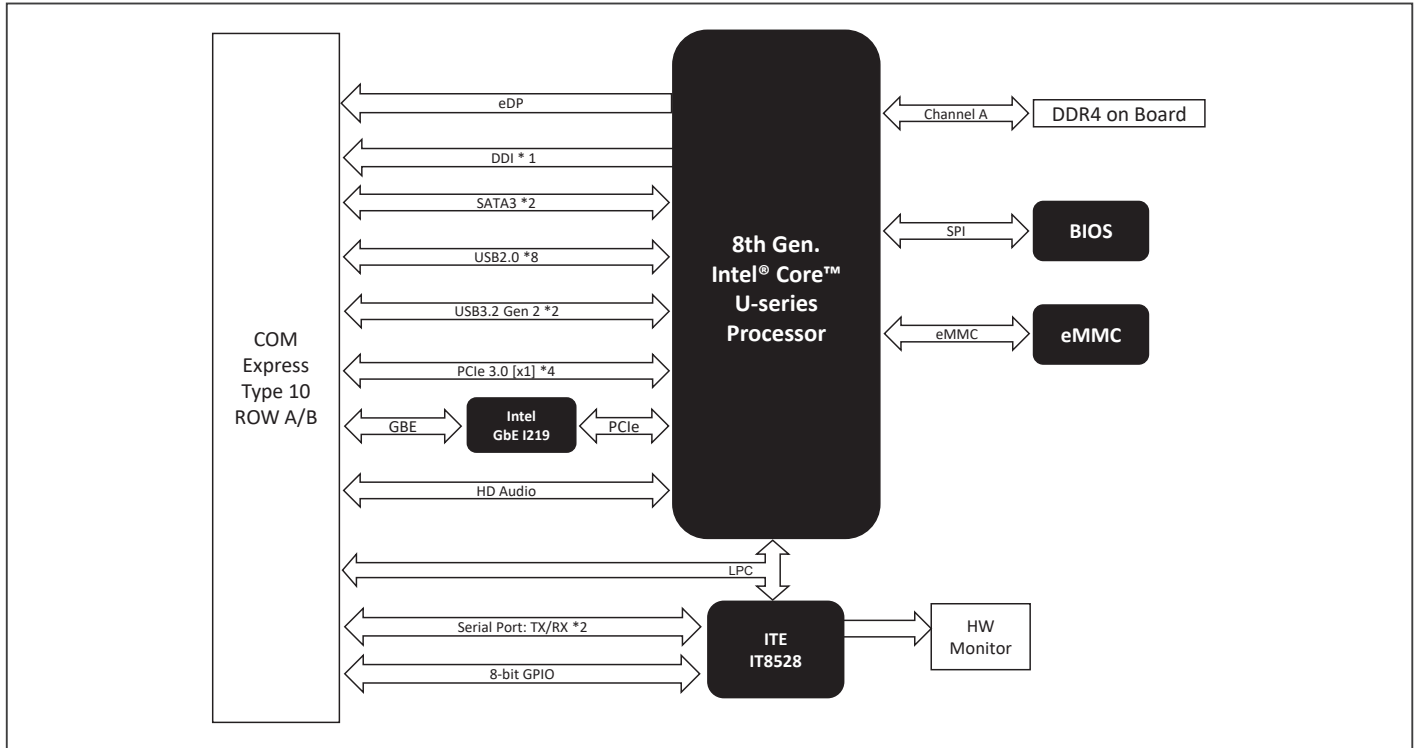 COM
Express
Type 10
ROW A/B
eDP
DDI * 1
SATA3 *2
USB2.0 *8
USB3.2 Gen 2 *2
PCIe 3.0 [x1] *4
GBE
Intel
GbE I219
PCIe
HD Audio
LPC
Serial Port: TX/RX *2
8-bit GPIO
8th Gen.
Intel® Core™
U-series
Processor
Channel A
DDR4 on Board
SPI
BIOS
eMMC
eMMC
ITE
IT8528
HW
Monitor